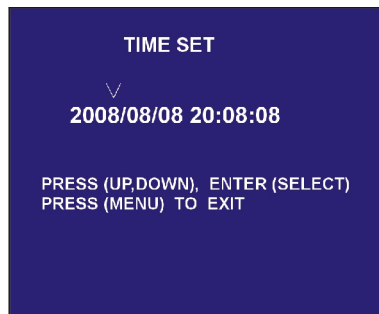 TIME SET
2008/08/08 20:08:08
PRESS (UP,DOWN), ENTER (SELECT)
PRESS (MENU) TO EXIT